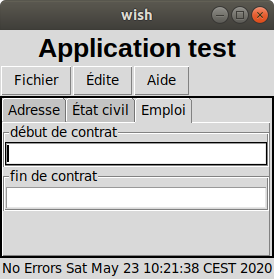 wish
Application test
Fichier Édite Aide
Adresse État civil Emploi
début de contrat
fin de contrat
No Errors Sat May 23 10:21:38 CEST 2020